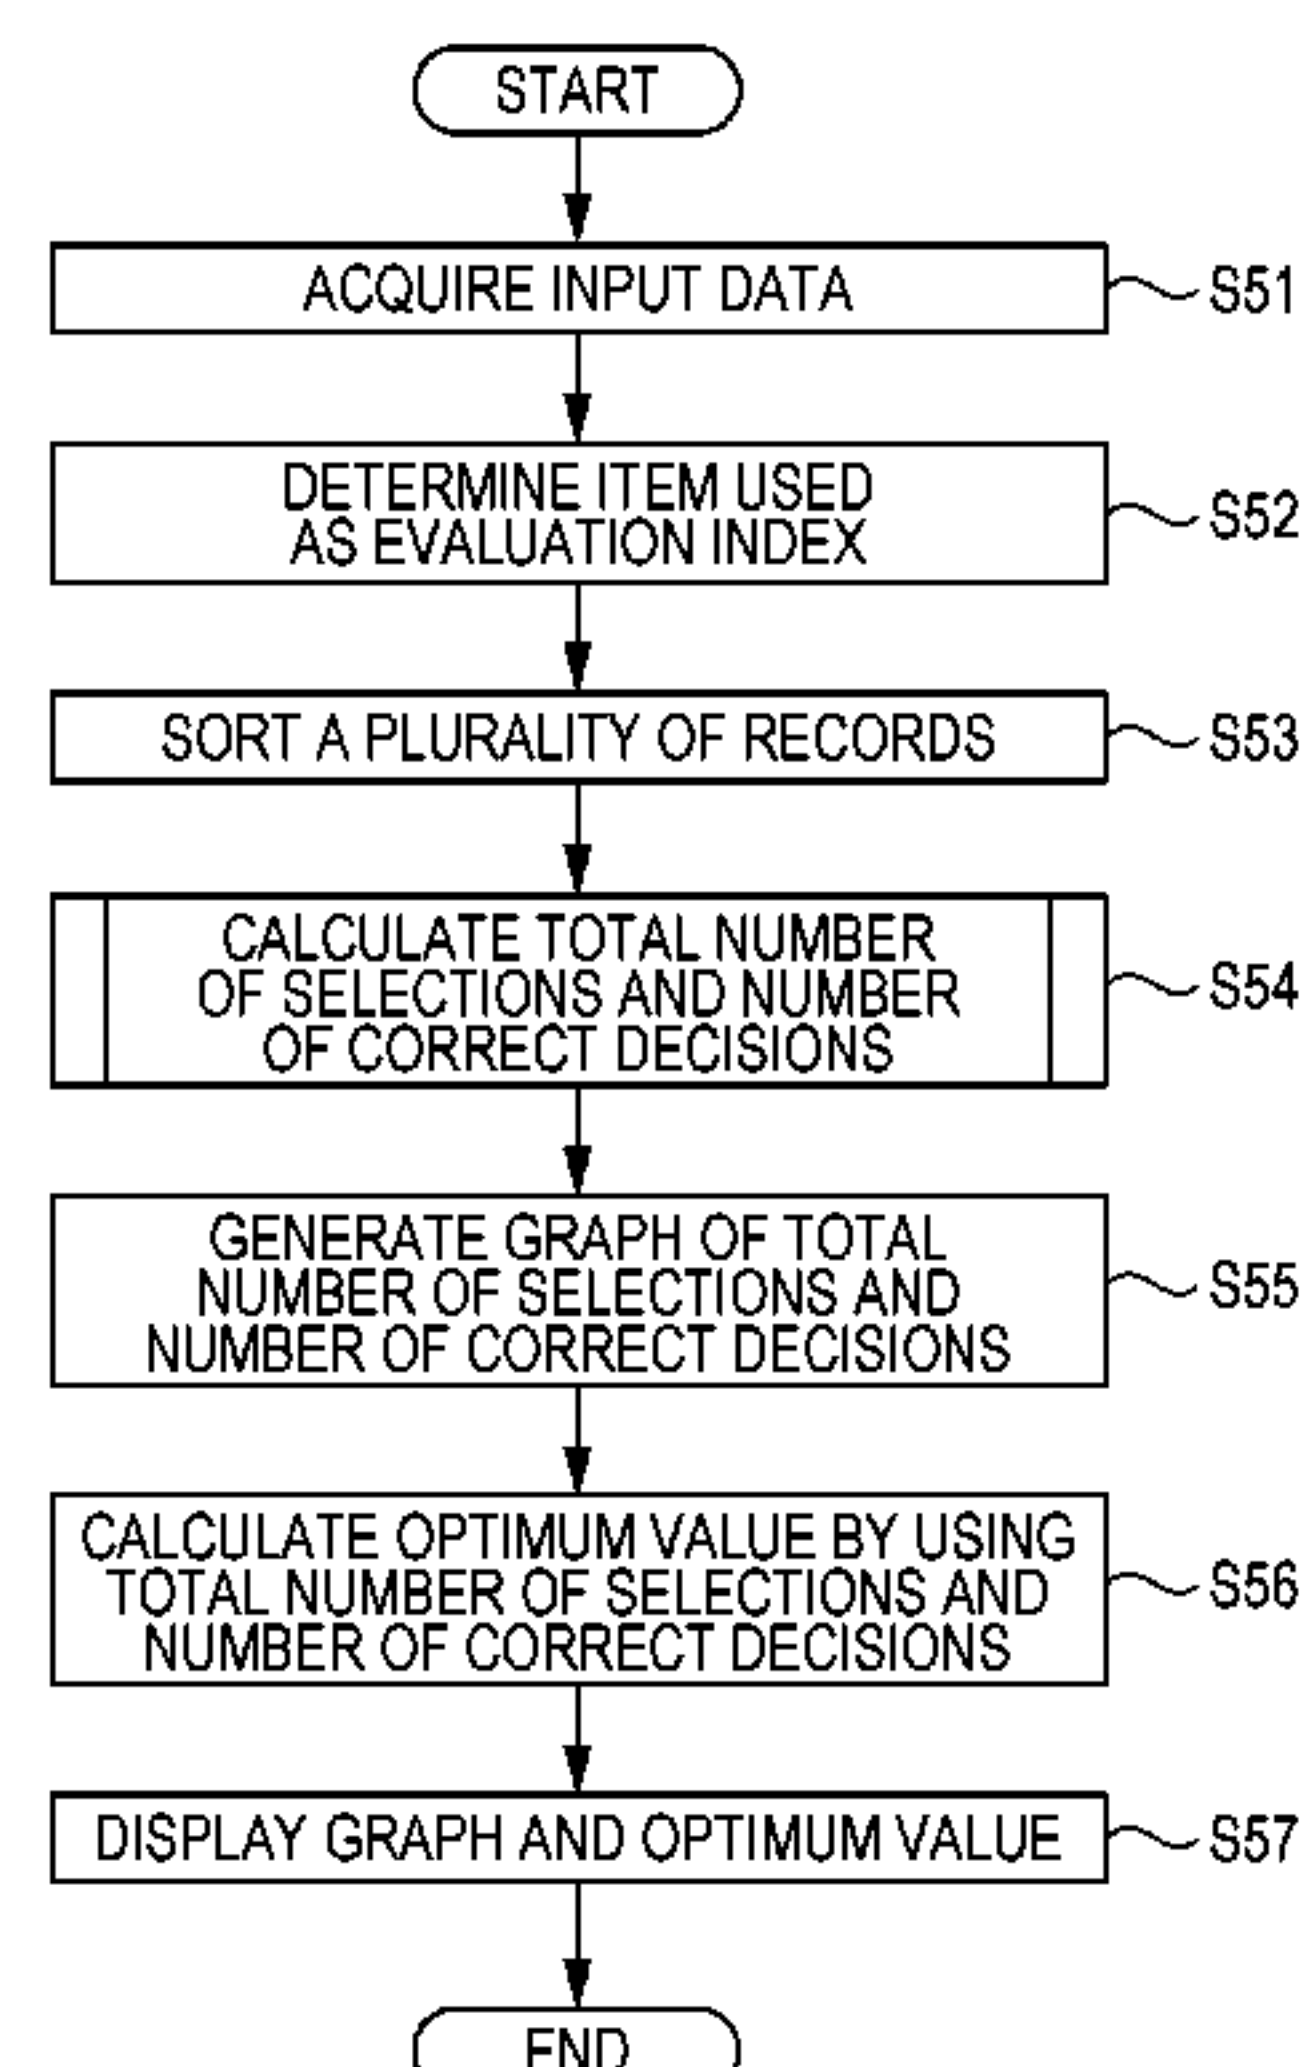 START
ACQUIRE INPUT DATA
S51
DETERMINE ITEM USED
AS EVALUATION INDEX
S52
SORT A PLURALITY OF RECORDS
S53
CALCULATE TOTAL NUMBER
OF SELECTIONS AND NUMBER
OF CORRECT DECISIONS
S54
GENERATE GRAPH OF TOTAL
NUMBER OF SELECTIONS AND
NUMBER OF CORRECT DECISIONS
S55
CALCULATE OPTIMUM VALUE BY USING
TOTAL NUMBER OF SELECTIONS AND
NUMBER OF CORRECT DECISIONS
S56
DISPLAY GRAPH AND OPTIMUM VALUE
S57
END